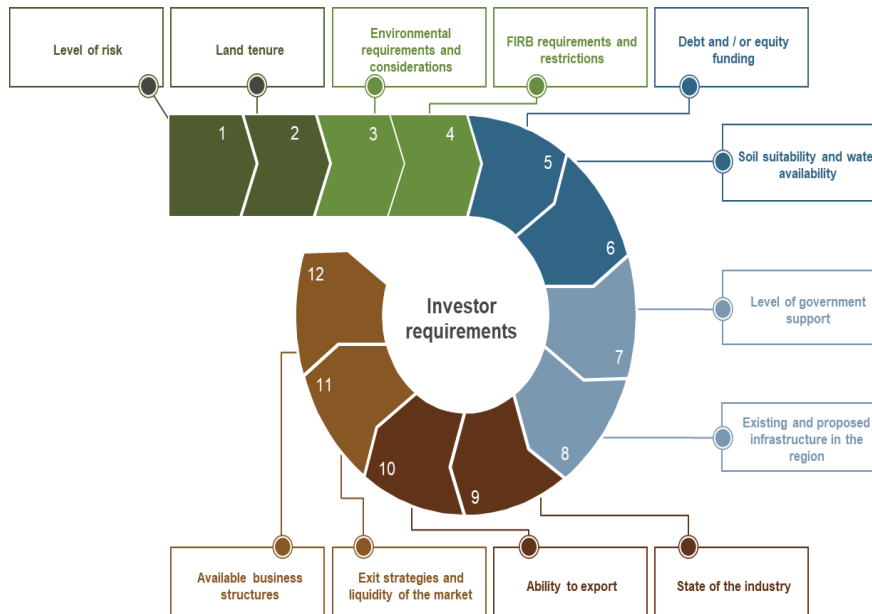 Level of risk
Land tenure
Environmental
requirements and
considerations
FIRB requirements and
restrictions
Debt and / or equity
funding
1
2
3
4
5
Soil suitability and water
availability
6
12
Investor
requirements
Level of government
support
7
11
Existing and proposed
infrastructure in the
region
8
10
9
Available business
structures
Exit strategies and
liquidity of the market
Ability to export
State of the industry